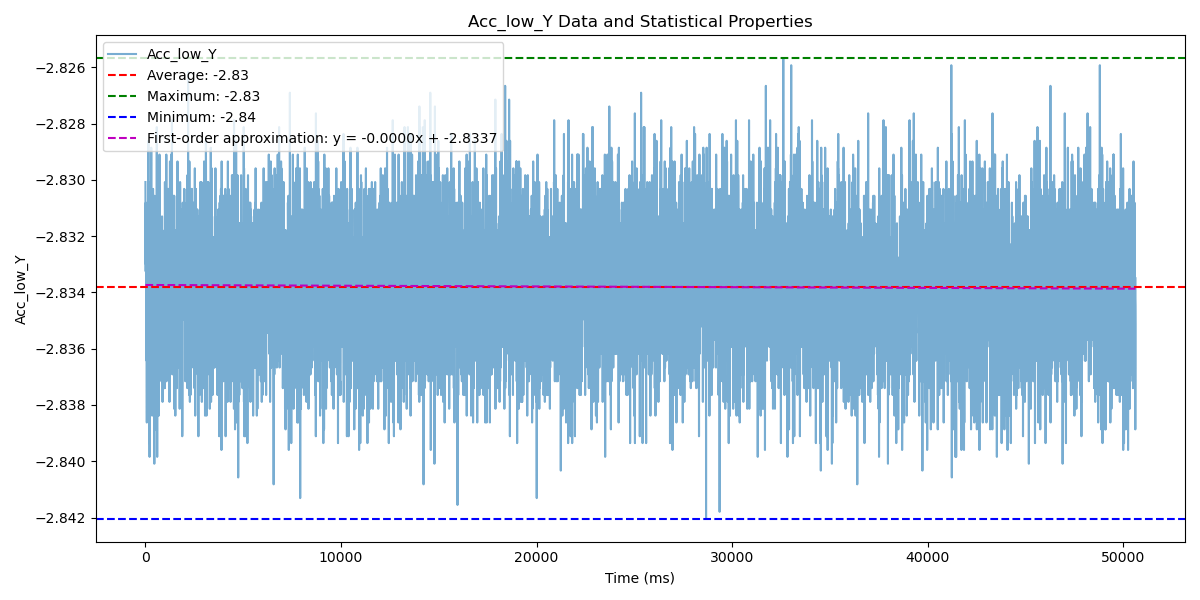 Acc_low_Y Data and Statistical Properties
Acc_low_Y
Average: -2.83
Maximum: -2.83
Minimum: -2.84
First-order approximation: y = -0.0000x + -2.8337
−2.826
−2.828
−2.830
−2.832
−2.834
−2.836
−2.838
−2.840
−2.842
Acc_low_Y
0 10000 20000 30000 40000 50000
Time (ms)